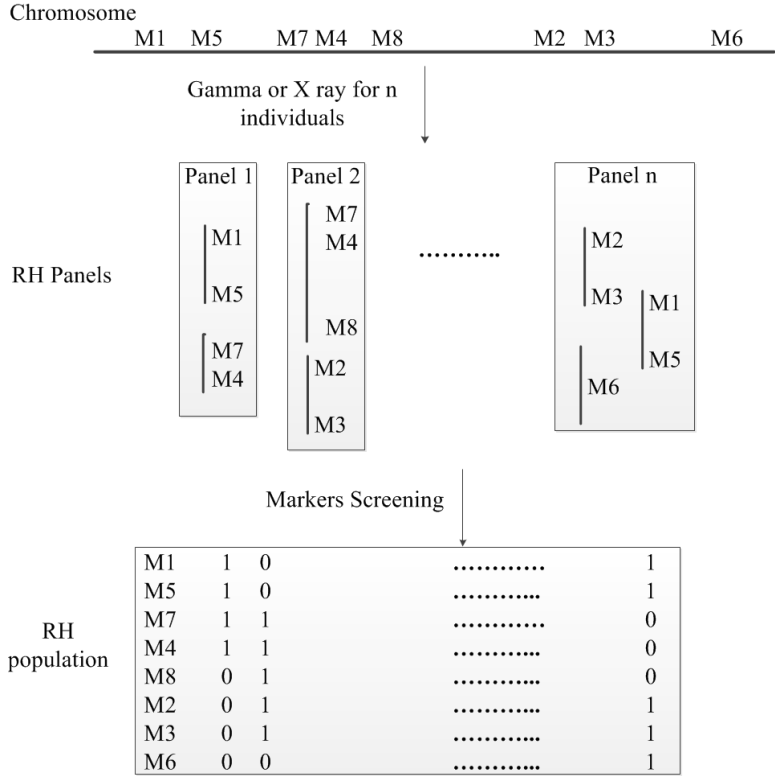 Chromosome
M1 M5 M7 M4 M8 M2 M3 M6
Gamma or X ray for n
individuals
Panel 1 Panel 2 Panel n
M7
M1 M4 M2
RH Panels
M5 M3 M1
M8
M7 M2 M5
M4 M6
M3
Markers Screening
M1 1 0 ………… 1
M5 1 0 ………... 1
M7 1 1 ………… 0
M4 1 1 ………... 0
M8 0 1 ………... 0
M2 0 1 ………... 1
M3 0 1 ………... 1
M6 0 0 ………... 1
RH
population